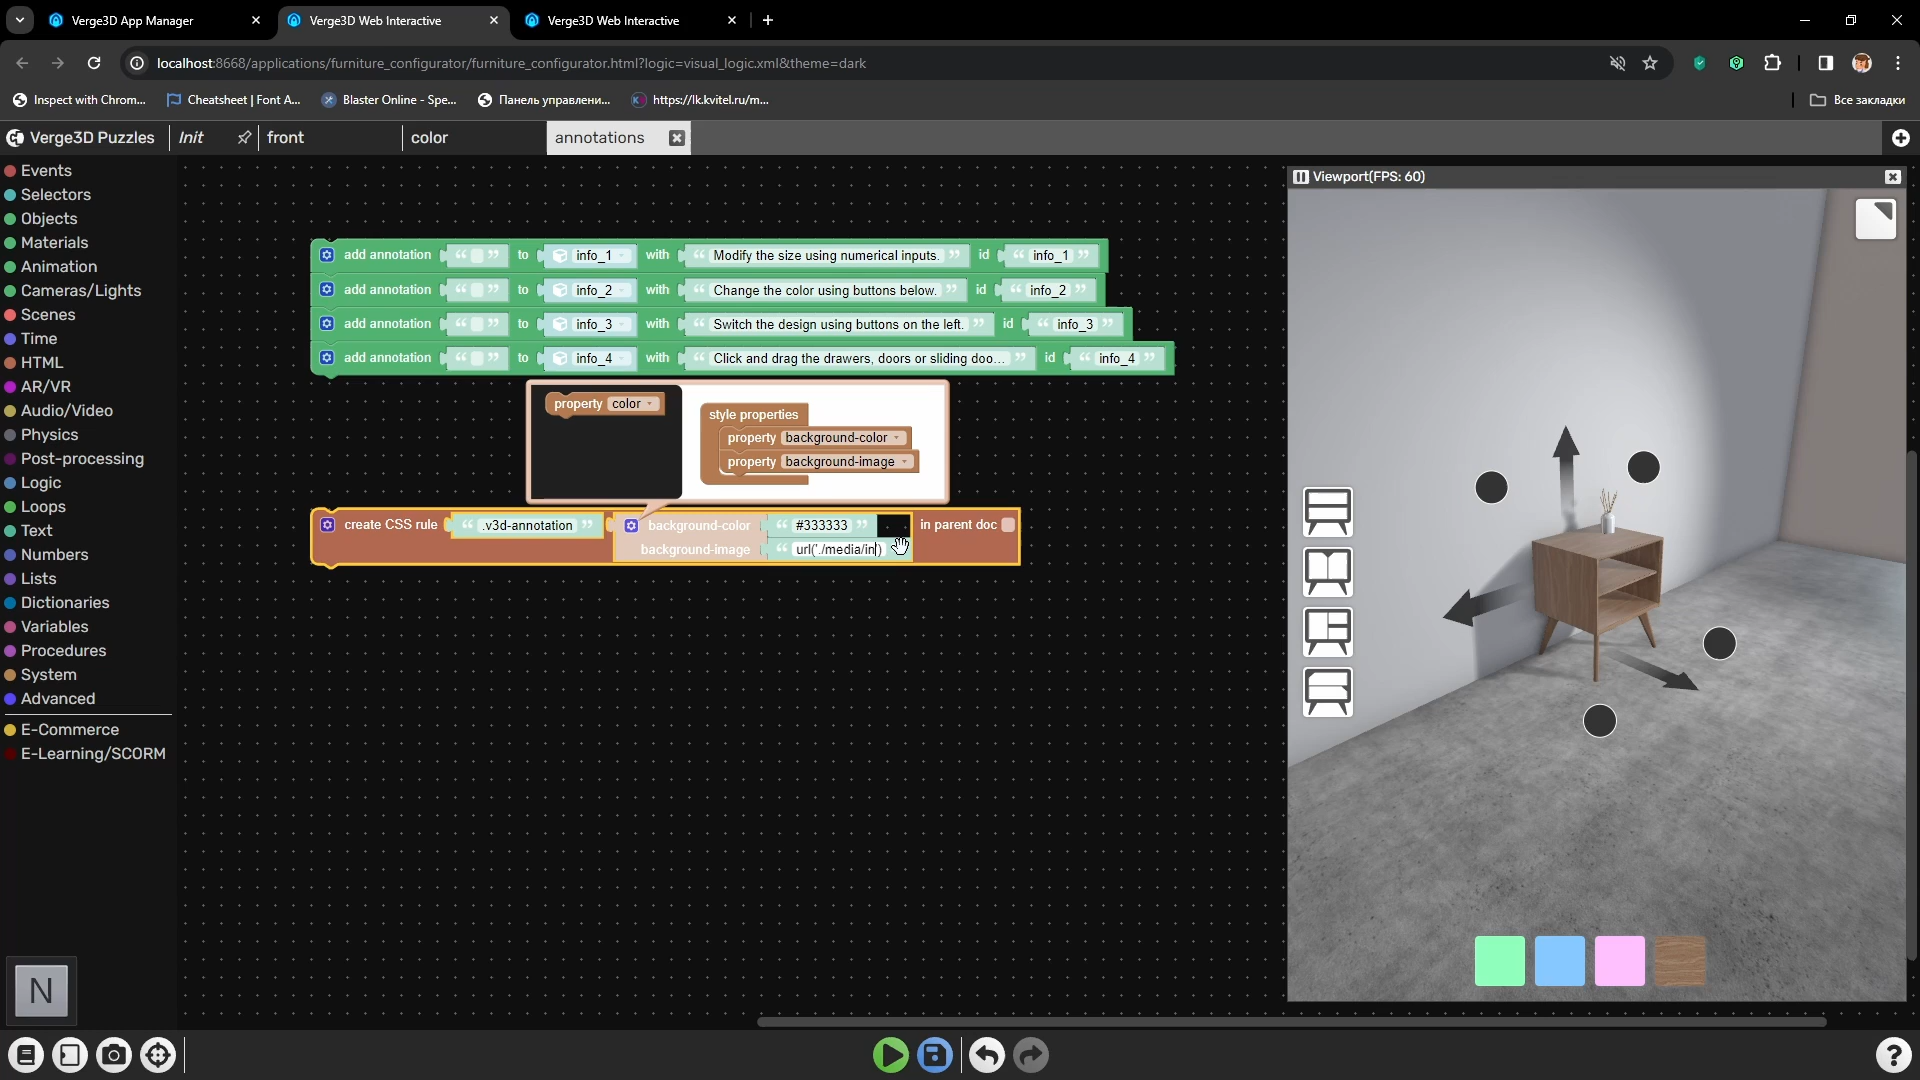 Verge3D App Manager
Verge3D Web Interactive
Verge3D Web Interactive
localhost:8668/applications/furniture_configurator/furniture_configurator.html?logic=visual_logic.xml&theme=dark
Inspect with Chrom...
Cheatsheet | Font A...
Blaster Online - Spe...
Панель управлени...
https://lk.kvitel.ru/m...
Все закладки
Verge3D Puzzles
Init
front
color
annotations
Events
Selectors
Objects
Materials
Animation
Cameras/Lights
Scenes
Time
HTML
AR/VR
Audio/Video
Physics
Post-processing
Logic
Loops
Text
Numbers
Lists
Dictionaries
Variables
Procedures
System
Advanced
E-Commerce
E-Learning/SCORM
N
add annotation “ ” to info_1 with “ Modify the size using numerical inputs. ” id “ info_1 ”
add annotation “ ” to info_2 with “ Change the color using buttons below. ” id “ info_2 ”
add annotation “ ” to info_3 with “ Switch the design using buttons on the left. ” id “ info_3 ”
add annotation “ ” to info_4 with “ Click and drag the drawers, doors or sliding doo... ” id “ info_4 ”
property color
style properties
property background-color
property background-image
create CSS rule “ .v3d-annotation ” background-color “ #333333 ” in parent doc
background-image “ url('./media/in')
Viewport(FPS: 60)
?